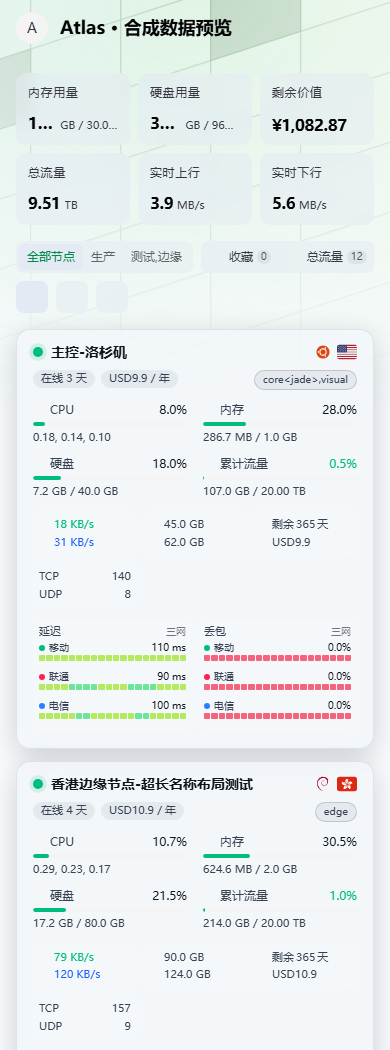 A Atlas • 合成数据预览
内存用量 硬盘用量 剩余价值
1... GB / 30.0... 3... GB / 96... ¥1,082.87
总流量 实时上行 实时下行
9.51 TB 3.9 MB/s 5.6 MB/s
全部节点 生产 测试,边缘 收藏 0 总流量 12
主控-洛杉矶
在线 3 天 USD9.9 / 年 core<jade>,visual
CPU 8.0% 内存 28.0%
0.18, 0.14, 0.10 286.7 MB / 1.0 GB
硬盘 18.0% 累计流量 0.5%
7.2 GB / 40.0 GB 107.0 GB / 20.00 TB
18 KB/s 45.0 GB 剩余 365 天
31 KB/s 62.0 GB USD9.9
TCP 140
UDP 8
延迟 三网 丢包 三网
移动 110 ms 移动 0.0%
联通 90 ms 联通 0.0%
电信 100 ms 电信 0.0%
香港边缘节点-超长名称布局测试
在线 4 天 USD10.9 / 年 edge
CPU 10.7% 内存 30.5%
0.29, 0.23, 0.17 624.6 MB / 2.0 GB
硬盘 21.5% 累计流量 1.0%
17.2 GB / 80.0 GB 214.0 GB / 20.00 TB
79 KB/s 90.0 GB 剩余 365 天
120 KB/s 124.0 GB USD10.9
TCP 157
UDP 9